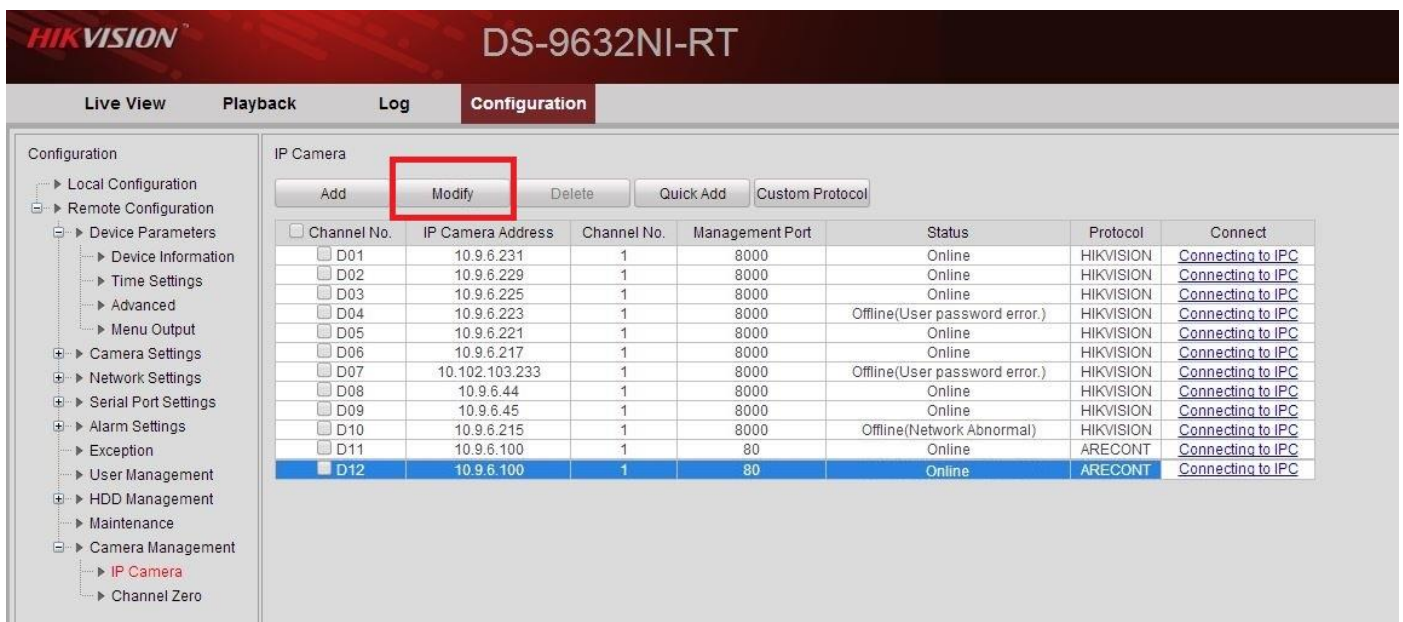 HIKVISION
DS-9632NI-RT
Live View Playback Log Configuration
Configuration
Local Configuration
Remote Configuration
Device Parameters
Device Information
Time Settings
Advanced
Menu Output
Camera Settings
Network Settings
Serial Port Settings
Alarm Settings
Exception
User Management
HDD Management
Maintenance
Camera Management
IP Camera
Channel Zero
IP Camera
Add Modify Delete Quick Add Custom Protocol
Channel No. IP Camera Address Channel No. Management Port Status Protocol Connect
D01 10.9.6.231 1 8000 Online HIKVISION Connecting to IPC
D02 10.9.6.229 1 8000 Online HIKVISION Connecting to IPC
D03 10.9.6.225 1 8000 Online HIKVISION Connecting to IPC
D04 10.9.6.223 1 8000 Offline(User password error.) HIKVISION Connecting to IPC
D05 10.9.6.221 1 8000 Online HIKVISION Connecting to IPC
D06 10.9.6.217 1 8000 Online HIKVISION Connecting to IPC
D07 10.102.103.233 1 8000 Offline(User password error.) HIKVISION Connecting to IPC
D08 10.9.6.44 1 8000 Online HIKVISION Connecting to IPC
D09 10.9.6.45 1 8000 Online HIKVISION Connecting to IPC
D10 10.9.6.215 1 8000 Offline(Network Abnormal) HIKVISION Connecting to IPC
D11 10.9.6.100 1 80 Online ARECONT Connecting to IPC
D12 10.9.6.100 1 80 Online ARECONT Connecting to IPC